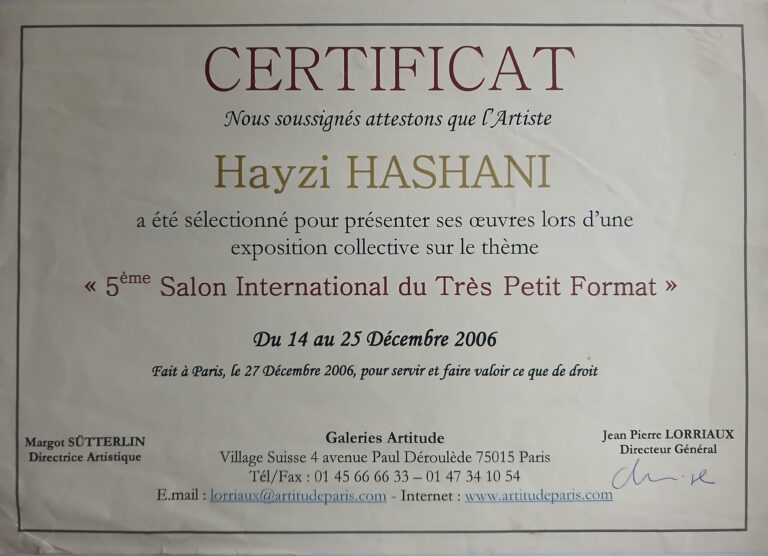 CERTIFICAT
Nous soussignés attestons que l'Artiste
Hayzi HASHANI
a été sélectionné pour présenter ses œuvres lors d'une
exposition collective sur le thème
« 5ème Salon International du Très Petit Format »
Du 14 au 25 Décembre 2006
Fait à Paris, le 27 Décembre 2006, pour servir et faire valoir ce que de droit
Margot SÜTTERLIN
Directrice Artistique
Galeries Artitude
Village Suisse 4 avenue Paul Déroulède 75015 Paris
Tél/Fax : 01 45 66 66 33 – 01 47 34 10 54
E.mail : lorriaux@artitudeparis.com - Internet : www.artitudeparis.com
Jean Pierre LORRIAUX
Directeur Général